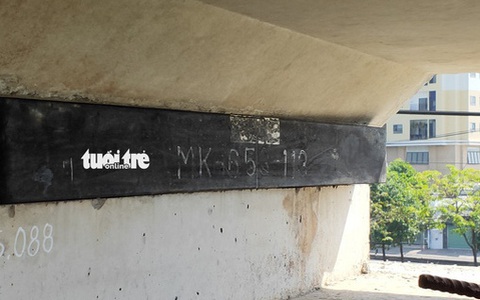 tuổi trẻ
online
MK 65 112
5.088